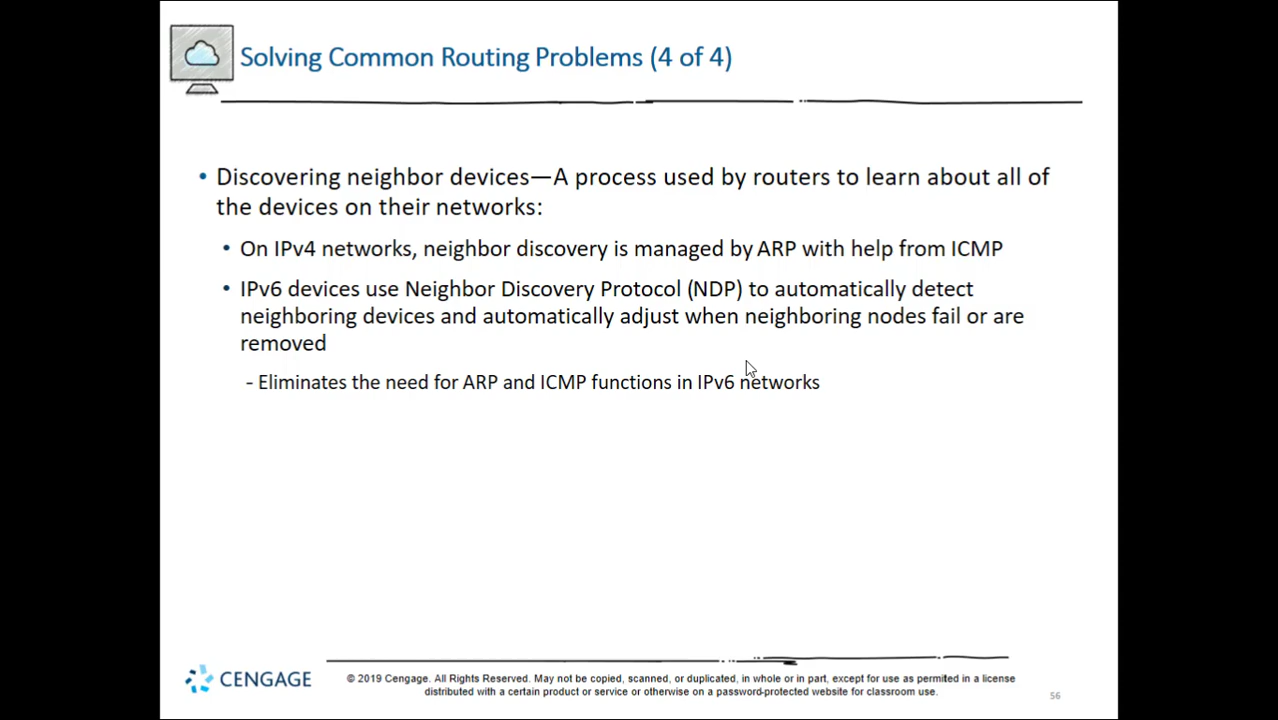 Solving Common Routing Problems (4 of 4)
• Discovering neighbor devices—A process used by routers to learn about all of
the devices on their networks:
• On IPv4 networks, neighbor discovery is managed by ARP with help from ICMP
• IPv6 devices use Neighbor Discovery Protocol (NDP) to automatically detect
neighboring devices and automatically adjust when neighboring nodes fail or are
removed
- Eliminates the need for ARP and ICMP functions in IPv6 networks
CENGAGE
© 2019 Cengage. All Rights Reserved. May not be copied, scanned, or duplicated, in whole or in part, except for use as permitted in a license
distributed with a certain product or service or otherwise on a password-protected website for classroom use.
56